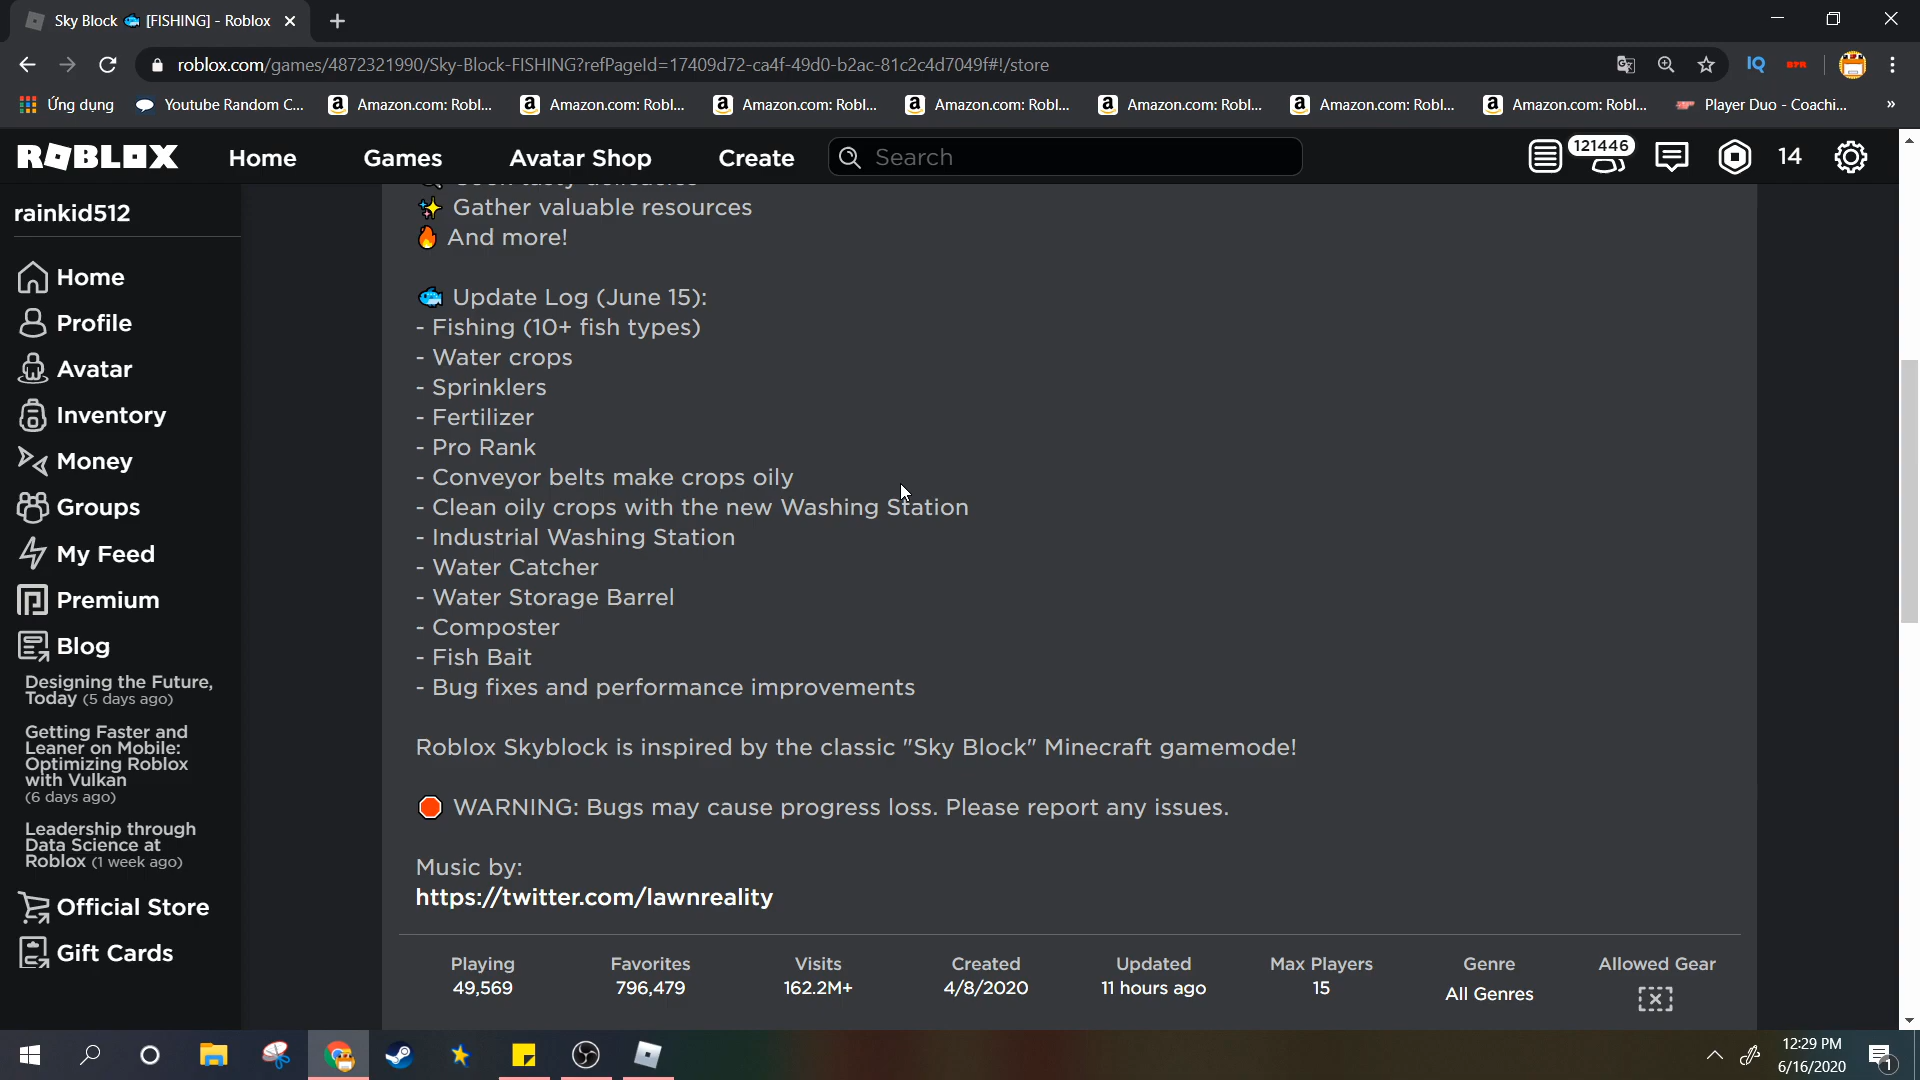 Sky Block 🐟 [FISHING] - Roblox
roblox.com/games/4872321990/Sky-Block-FISHING?refPageId=17409d72-ca4f-49d0-b2ac-81c2c4d7049f#!/store
IQ
Ứng dụng
Youtube Random C...
Amazon.com: Robl...
Amazon.com: Robl...
Amazon.com: Robl...
Amazon.com: Robl...
Amazon.com: Robl...
Amazon.com: Robl...
Amazon.com: Robl...
Player Duo - Coachi...
»
ROBLOX
Home
Games
Avatar Shop
Create
Search
121446
14
rainkid512
Home
Profile
Avatar
Inventory
Money
Groups
My Feed
Premium
Blog
Designing the Future,
Today (5 days ago)
Getting Faster and
Leaner on Mobile:
Optimizing Roblox
with Vulkan
(6 days ago)
Leadership through
Data Science at
Roblox (1 week ago)
Official Store
Gift Cards
✨ Gather valuable resources
🔥 And more!
🐟 Update Log (June 15):
- Fishing (10+ fish types)
- Water crops
- Sprinklers
- Fertilizer
- Pro Rank
- Conveyor belts make crops oily
- Clean oily crops with the new Washing Station
- Industrial Washing Station
- Water Catcher
- Water Storage Barrel
- Composter
- Fish Bait
- Bug fixes and performance improvements
Roblox Skyblock is inspired by the classic "Sky Block" Minecraft gamemode!
🛑 WARNING: Bugs may cause progress loss. Please report any issues.
Music by:
https://twitter.com/lawnreality
Playing
49,569
Favorites
796,479
Visits
162.2M+
Created
4/8/2020
Updated
11 hours ago
Max Players
15
Genre
All Genres
Allowed Gear
12:29 PM
6/16/2020
1